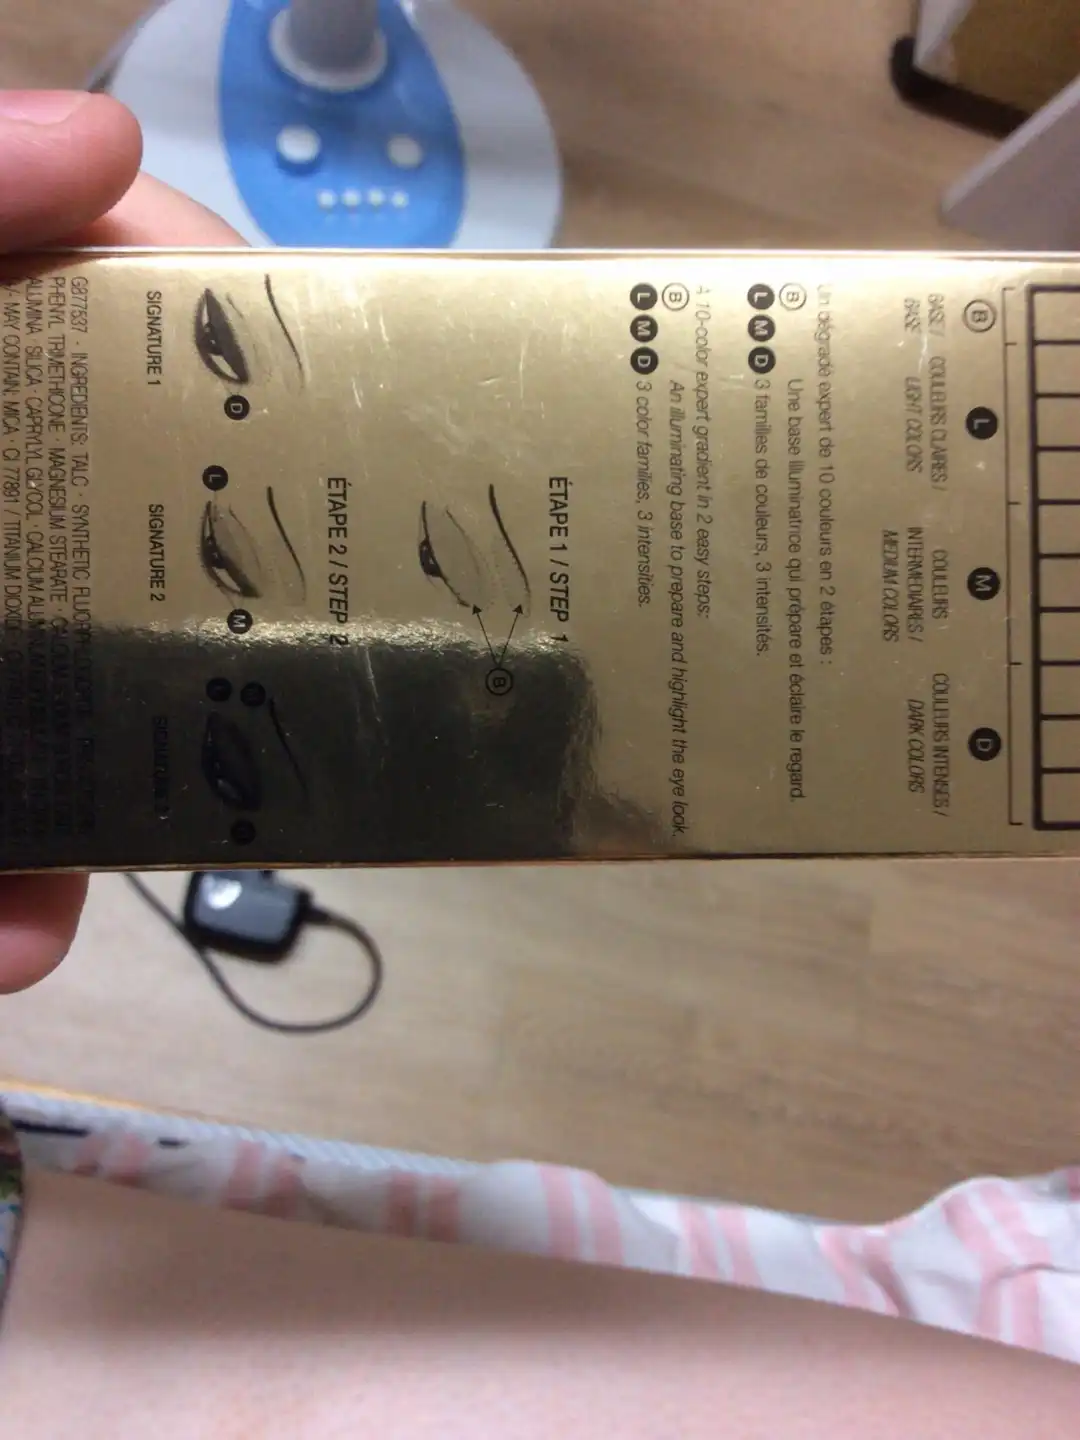 B L M D
BASE / COULEURS CLAIRES / COULEURS COULEURS INTENSES /
BASE LIGHT COLORS INTERMÉDIAIRES / DARK COLORS
MEDIUM COLORS
Un dégradé expert de 10 couleurs en 2 étapes :
B Une base illuminatrice qui prépare et éclaire le regard.
L M D 3 familles de couleurs, 3 intensités.
A 10-color expert gradient in 2 easy steps:
B An illuminating base to prepare and highlight the eye look.
L M D 3 color families, 3 intensities.
ÉTAPE 1 / STEP 1
B
ÉTAPE 2 / STEP 2
D L M L
SIGNATURE 1 SIGNATURE 2 SIGNATURE 3
G877537 - INGREDIENTS: TALC · SYNTHETIC
PHENYL TRIMETHICONE · MAGNESIUM STEARATE ·
ALUMINA · SILICA · CAPRYLYL GLYCOL · CALCIUM
MAY CONTAIN: MICA · CI 77891 / TITANIUM DIOXIDE